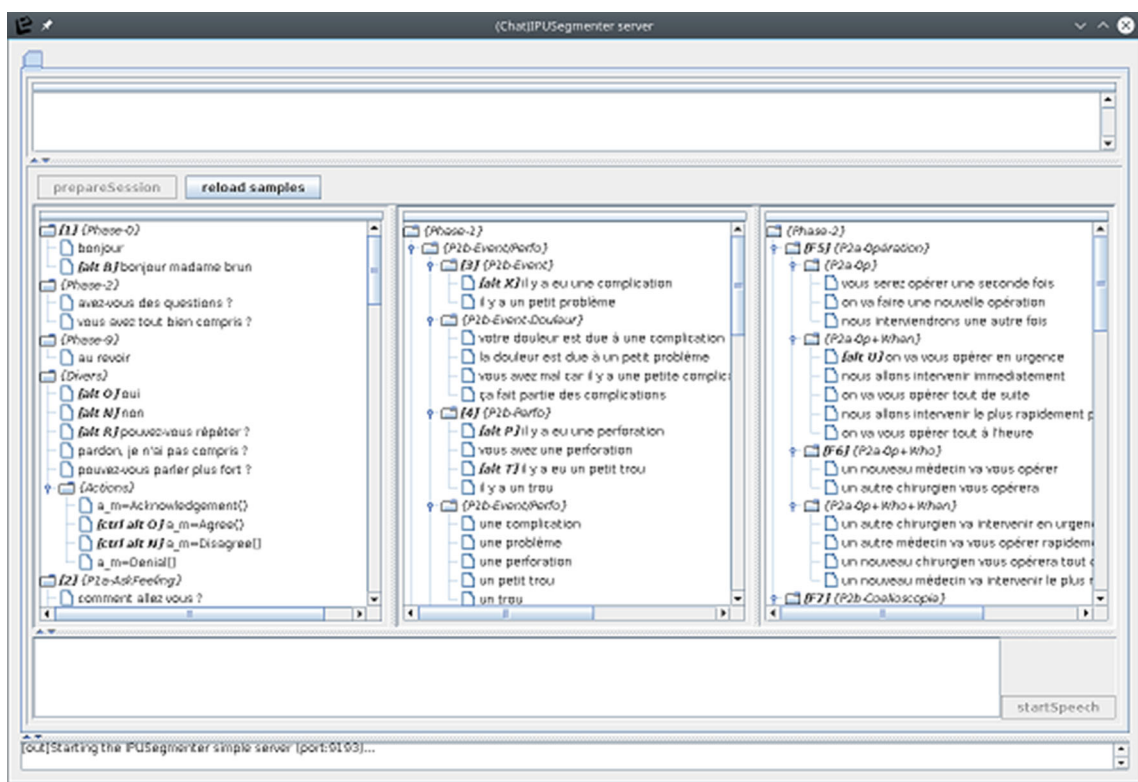 (Chat)IPUSegmenter server
prepareSession
reload samples
[1] {Phase-0}
bonjour
[alt B] bonjour madame brun
{Phase-2}
avez-vous des questions ?
vous avez tout bien compris ?
{Phase-9}
au revoir
{Divers}
[alt O] oui
[alt N] non
[alt R] pouvez-vous répéter ?
pardon, je n'ai pas compris ?
pouvez-vous parler plus fort ?
{Actions}
a_m=Acknowledgement()
[ctrl alt O] a_m=Agree()
[ctrl alt N] a_m=Disagree()
a_m=Denial()
[2] {P1a-AskFeeling}
comment allez vous ?
{Phase-1}
{P1b-Event/Perfo}
[3] {P1b-Event}
[alt X] il y a eu une complication
il y a un petit problème
{P1b-Event-Douleur}
votre douleur est due à une complication
la douleur est due à un petit problème
vous avez mal car il y a une petite complic
ça fait partie des complications
[4] {P1b-Perfo}
[alt P] il y a eu une perforation
vous avez une perforation
[alt T] il y a eu un petit trou
il y a un trou
{P1b-Event/Perfo}
une complication
une problème
une perforation
un petit trou
un trou
{Phase-2}
[F5] {P2a-Opération}
{P2a-Op}
vous serez opérer une seconde fois
on va faire une nouvelle opération
nous interviendrons une autre fois
{P2a-Op+When}
[alt U] on va vous opérer en urgence
nous allons intervenir immediatement
on va vous opérer tout de suite
nous allons intervenir le plus rapidement p
on va vous opérer tout à l'heure
[F6] {P2a-Op+Who}
un nouveau médecin va vous opérer
un autre chirurgien vous opérera
{P2a-Op+Who+When}
un autre chirurgien va intervenir en urgen
un autre médecin va vous opérer rapidem
un nouveau chirurgien vous opérera tout
un nouveau médecin va intervenir le plus r
[F7] {P2b-Coelioscopie}
startSpeech
[out]Starting the IPUSegmenter simple server (port:9193)...